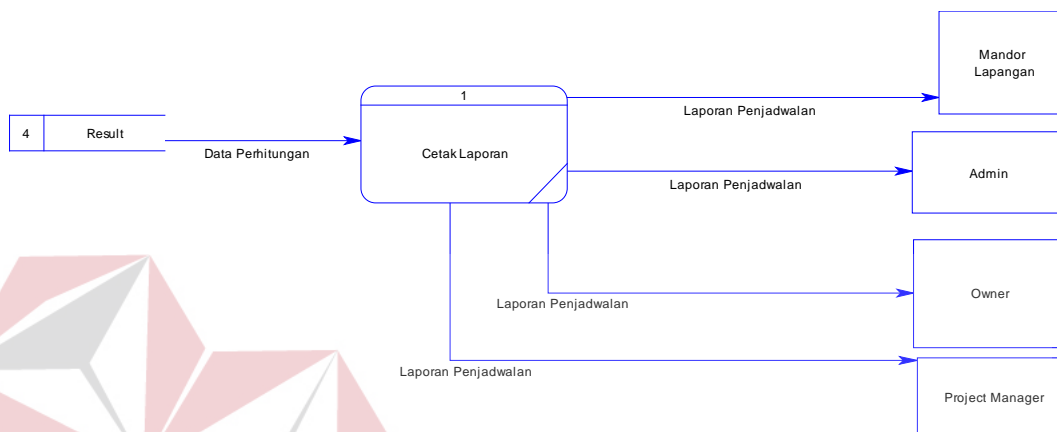 1
Mandor
Lapangan
4
Result
Data Perhitungan
Cetak Laporan
Laporan Penjadwalan
Laporan Penjadwalan
Admin
Laporan Penjadwalan
Owner
Laporan Penjadwalan
Project Manager